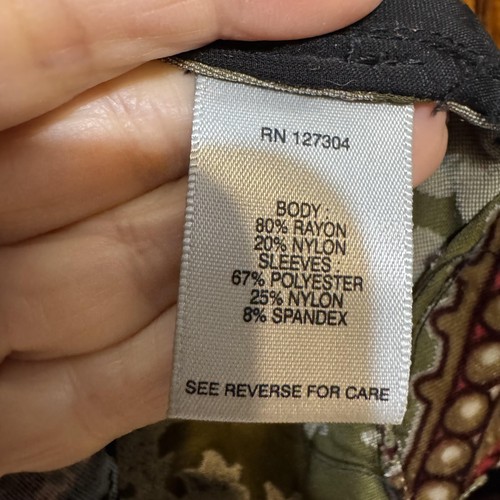 RN 127304
BODY :
80% RAYON
20% NYLON
SLEEVES :
67% POLYESTER
25% NYLON
8% SPANDEX
SEE REVERSE FOR CARE